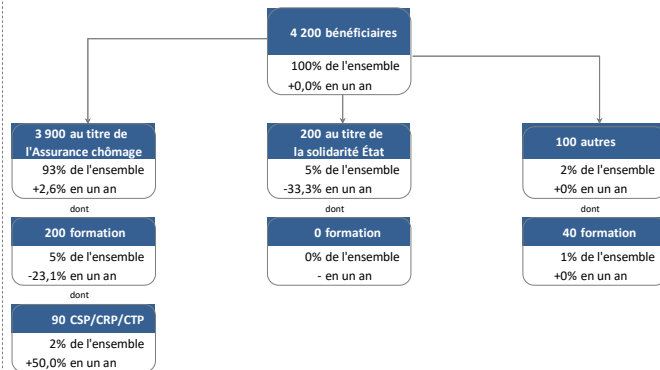 4 200 bénéficiaires
100% de l'ensemble
+0,0% en un an
3 900 au titre de
l'Assurance chômage
93% de l'ensemble
+2,6% en un an
dont
200 formation
5% de l'ensemble
-23,1% en un an
dont
90 CSP/CRP/CTP
2% de l'ensemble
+50,0% en un an
200 au titre de
la solidarité État
5% de l'ensemble
-33,3% en un an
dont
0 formation
0% de l'ensemble
- en un an
100 autres
2% de l'ensemble
+0% en un an
dont
40 formation
1% de l'ensemble
+0% en un an